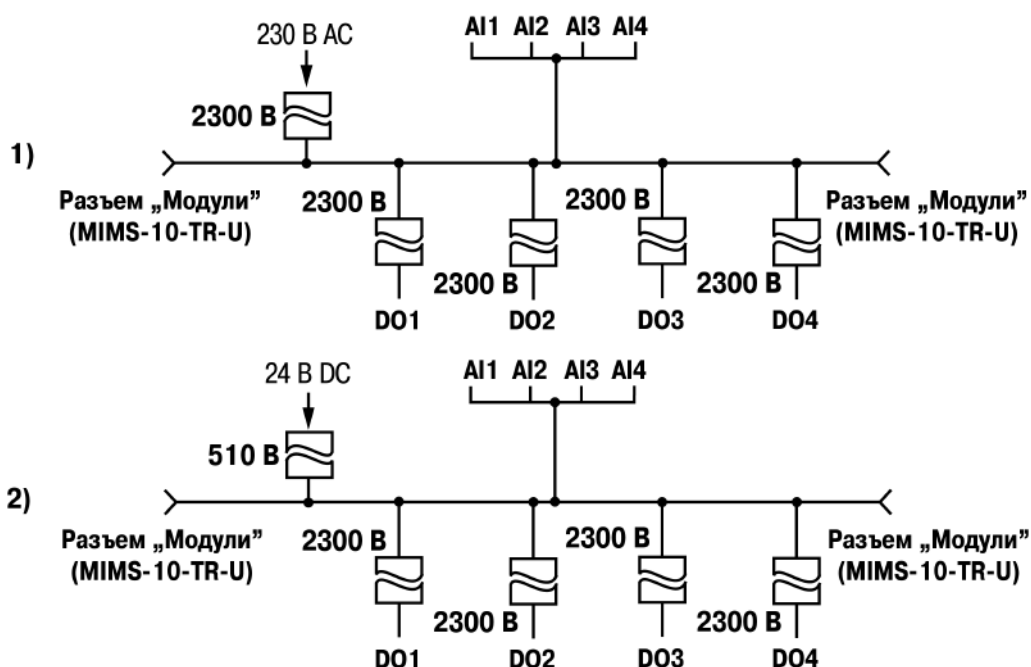 230 В AC
AI1 AI2 AI3 AI4
2300 В
1)
Разъем „Модули”
(MIMS-10-TR-U)
2300 В
2300 В
Разъем „Модули”
(MIMS-10-TR-U)
2300 В
2300 В
DO1 DO2 DO3 DO4
24 В DC
AI1 AI2 AI3 AI4
510 В
2)
Разъем „Модули”
(MIMS-10-TR-U)
2300 В
2300 В
Разъем „Модули”
(MIMS-10-TR-U)
2300 В
2300 В
DO1 DO2 DO3 DO4